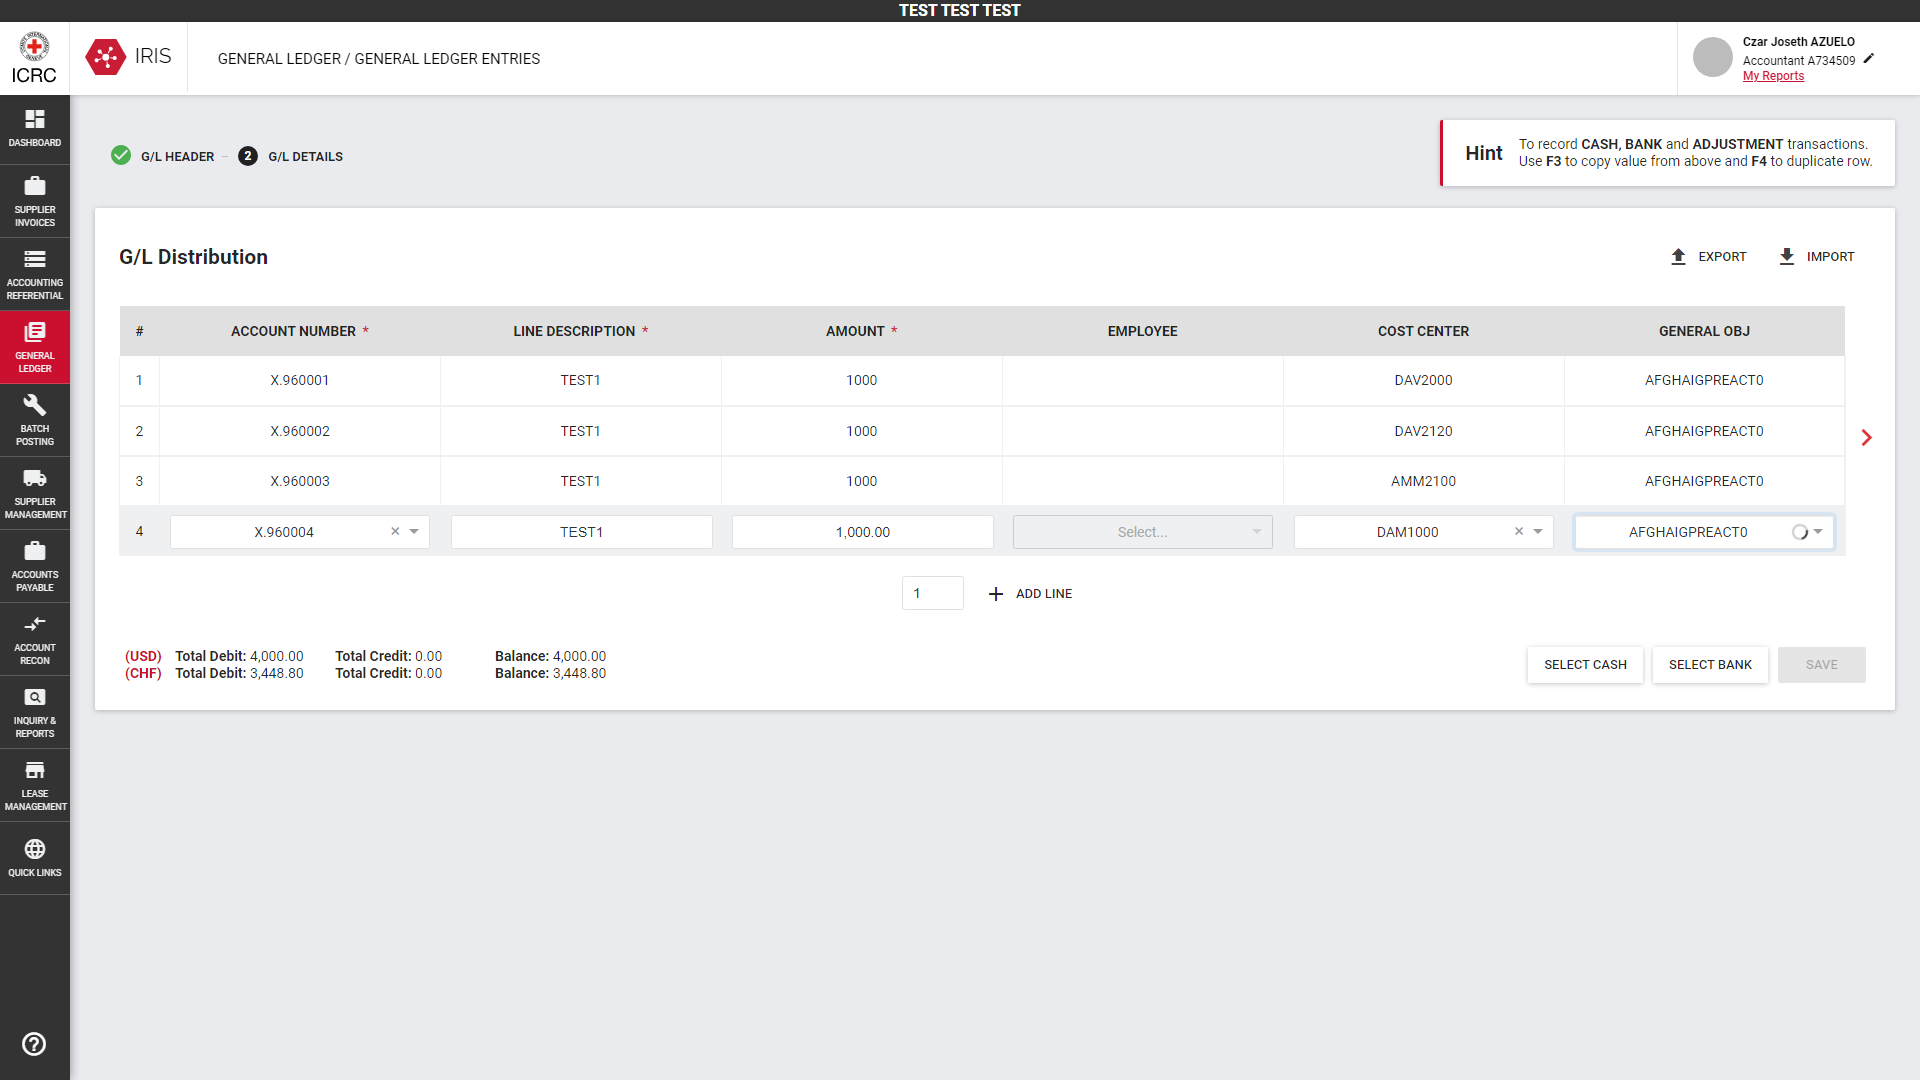 TEST TEST TEST
ICRC
IRIS
GENERAL LEDGER / GENERAL LEDGER ENTRIES
Czar Joseth AZUELO
Accountant A734509
My Reports
DASHBOARD
SUPPLIER
INVOICES
ACCOUNTING
REFERENTIAL
GENERAL
LEDGER
BATCH
POSTING
SUPPLIER
MANAGEMENT
ACCOUNTS
PAYABLE
ACCOUNT
RECON
INQUIRY &
REPORTS
LEASE
MANAGEMENT
QUICK LINKS
G/L HEADER – 2 G/L DETAILS
Hint
To record CASH, BANK and ADJUSTMENT transactions.
Use F3 to copy value from above and F4 to duplicate row.
G/L Distribution
EXPORT IMPORT
# ACCOUNT NUMBER * LINE DESCRIPTION * AMOUNT * EMPLOYEE COST CENTER GENERAL OBJ
1 X.960001 TEST1 1000 DAV2000 AFGHAIGPREACT0
2 X.960002 TEST1 1000 DAV2120 AFGHAIGPREACT0
3 X.960003 TEST1 1000 AMM2100 AFGHAIGPREACT0
4 X.960004 × TEST1 1,000.00 Select... DAM1000 × AFGHAIGPREACT0
1 + ADD LINE
(USD) Total Debit: 4,000.00 Total Credit: 0.00 Balance: 4,000.00
(CHF) Total Debit: 3,448.80 Total Credit: 0.00 Balance: 3,448.80
SELECT CASH SELECT BANK SAVE